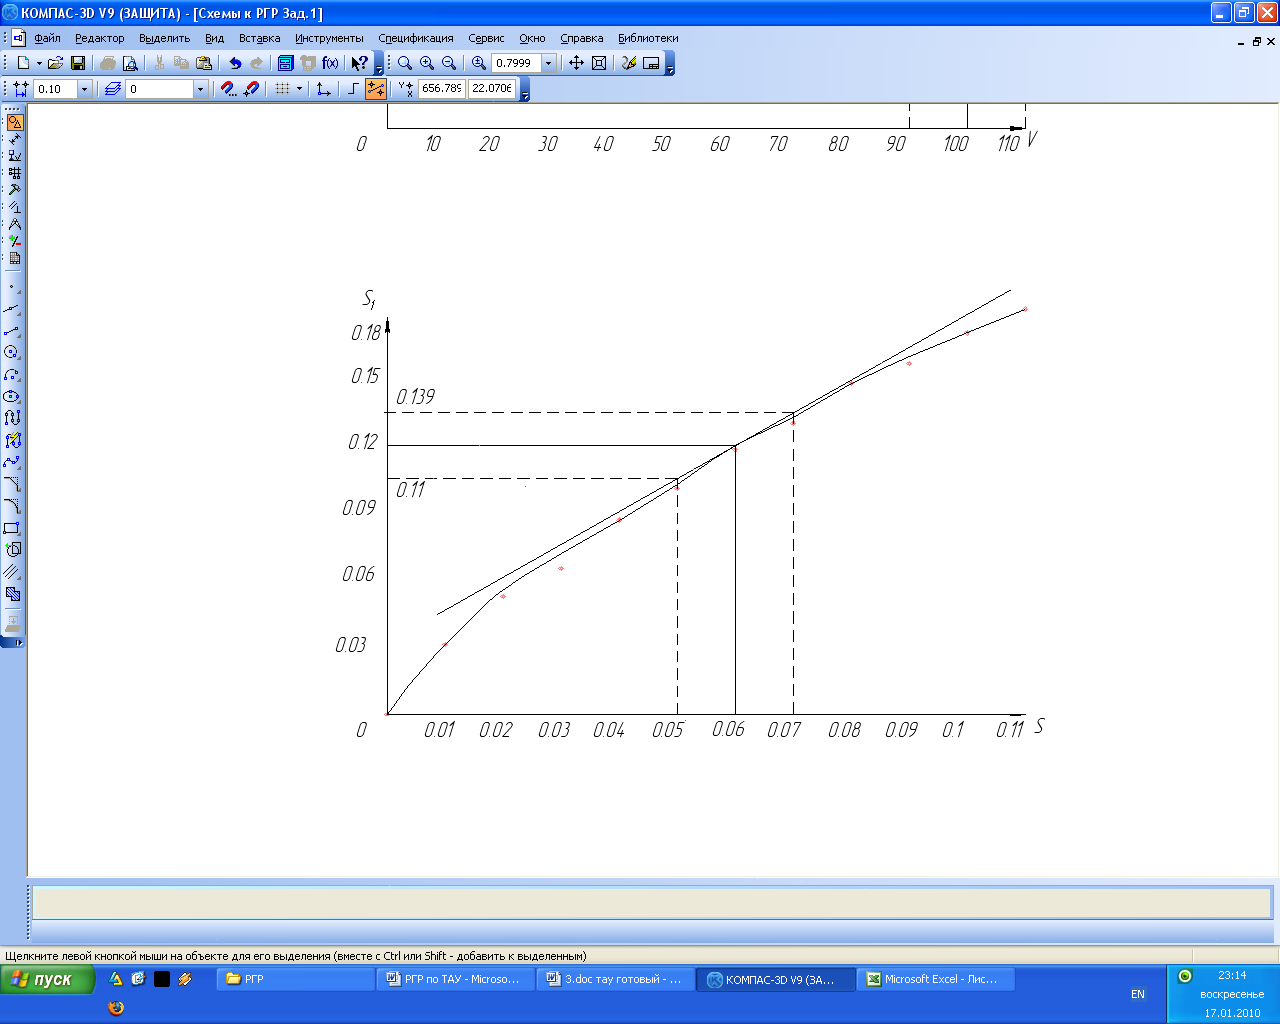 КОМПАС-3D V9 (ЗАЩИТА) - [Схемы к РГР Зад.1]
Файл Редактор Выделить Вид Вставка Инструменты Спецификация Сервис Окно Справка Библиотеки
f(x) 0.7999
0.10 0 656.789 22.0706
0 10 20 30 40 50 60 70 80 90 100 110 V
S1
0.18
0.15
0.139
0.12
0.11
0.09
0.06
0.03
0 0.01 0.02 0.03 0.04 0.05 0.06 0.07 0.08 0.09 0.1 0.11 S
Щелкните левой кнопкой мыши на объекте для его выделения (вместе с Ctrl или Shift - добавить к выделенным)
пуск РГР РГР по ТАУ - Microso... 3.doc тау готовый - ... КОМПАС-3D V9 (ЗА... Microsoft Excel - Лис... EN
23:14
воскресенье
17.01.2010